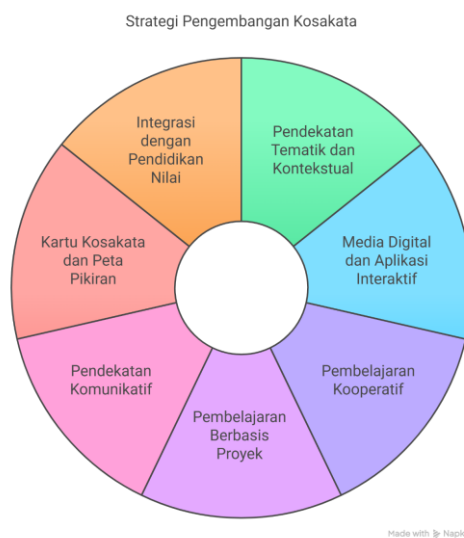 Strategi Pengembangan Kosakata
Integrasi
dengan
Pendidikan
Nilai
Pendekatan
Tematik dan
Kontekstual
Kartu Kosakata
dan Peta
Pikiran
Media Digital
dan Aplikasi
Interaktif
Pendekatan
Komunikatif
Pembelajaran
Kooperatif
Pembelajaran
Berbasis
Proyek
Made with